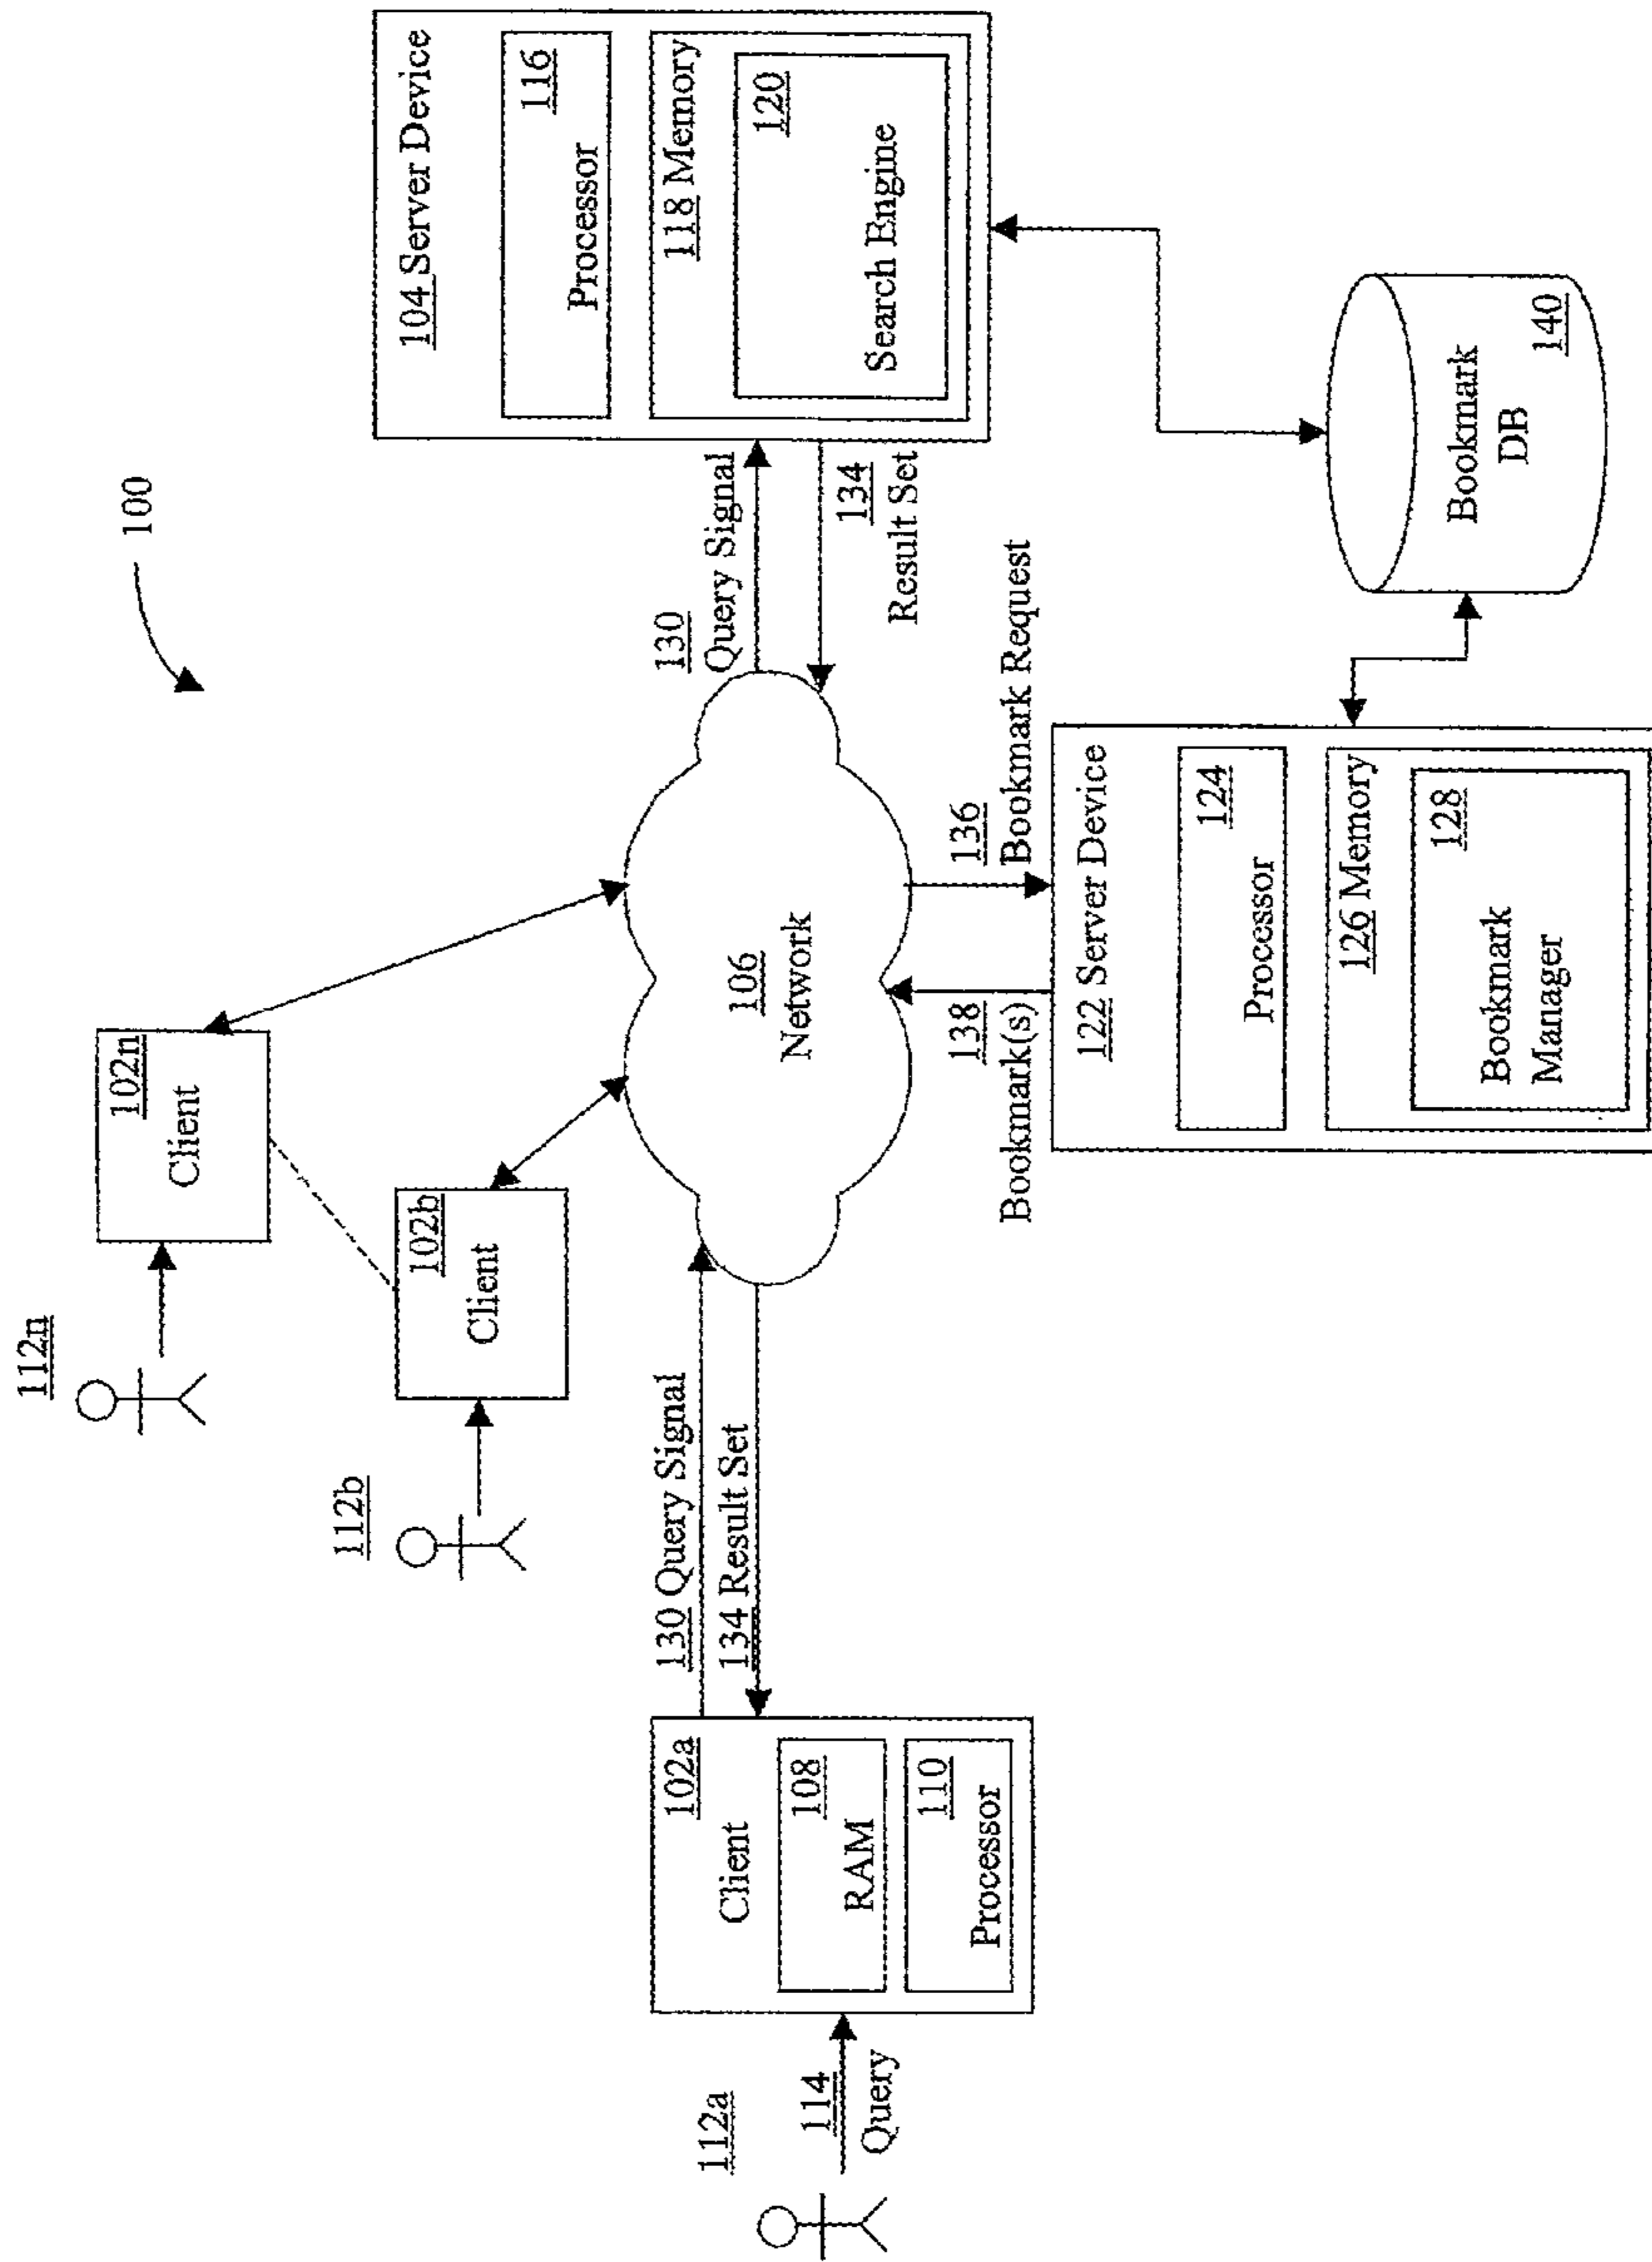 100
112n
102n
Client
112b
102b
Client
112a
114
Query
102a
Client
108
RAM
110
Processor
130 Query Signal
134 Result Set
106
Network
130
Query Signal
134
Result Set
104 Server Device
116
Processor
118 Memory
120
Search Engine
138
Bookmark(s)
136
Bookmark Request
122 Server Device
124
Processor
126 Memory
128
Bookmark
Manager
Bookmark
DB
140